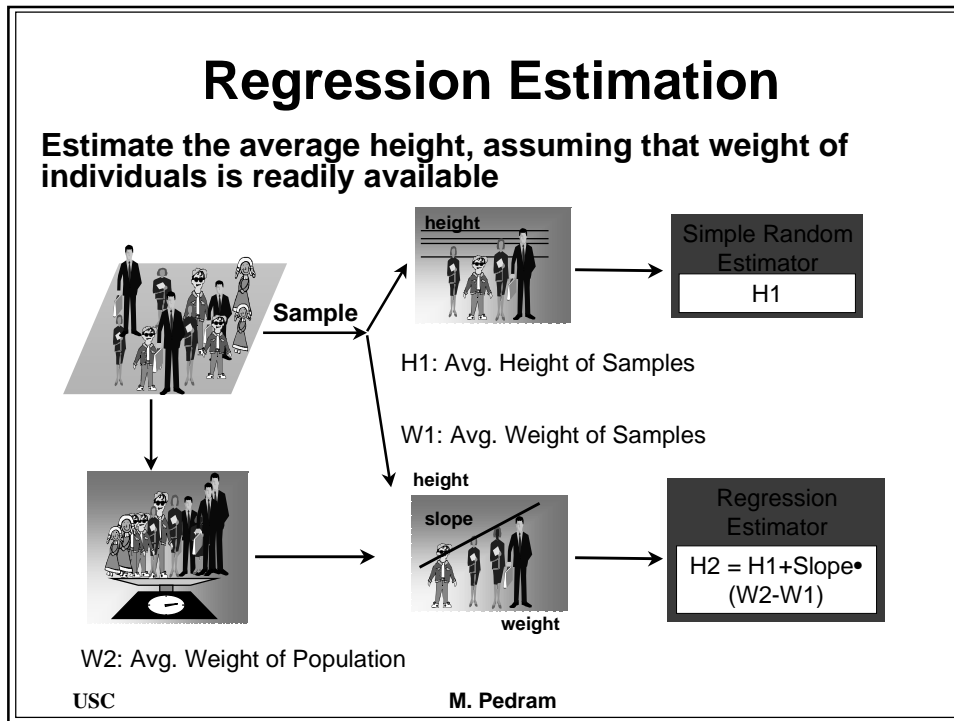 Regression Estimation
Estimate the average height, assuming that weight of
individuals is readily available
height
Simple Random
Estimator
H1
Sample
H1: Avg. Height of Samples
W1: Avg. Weight of Samples
height
slope
weight
Regression
Estimator
H2 = H1+Slope•
(W2-W1)
W2: Avg. Weight of Population
USC
M. Pedram